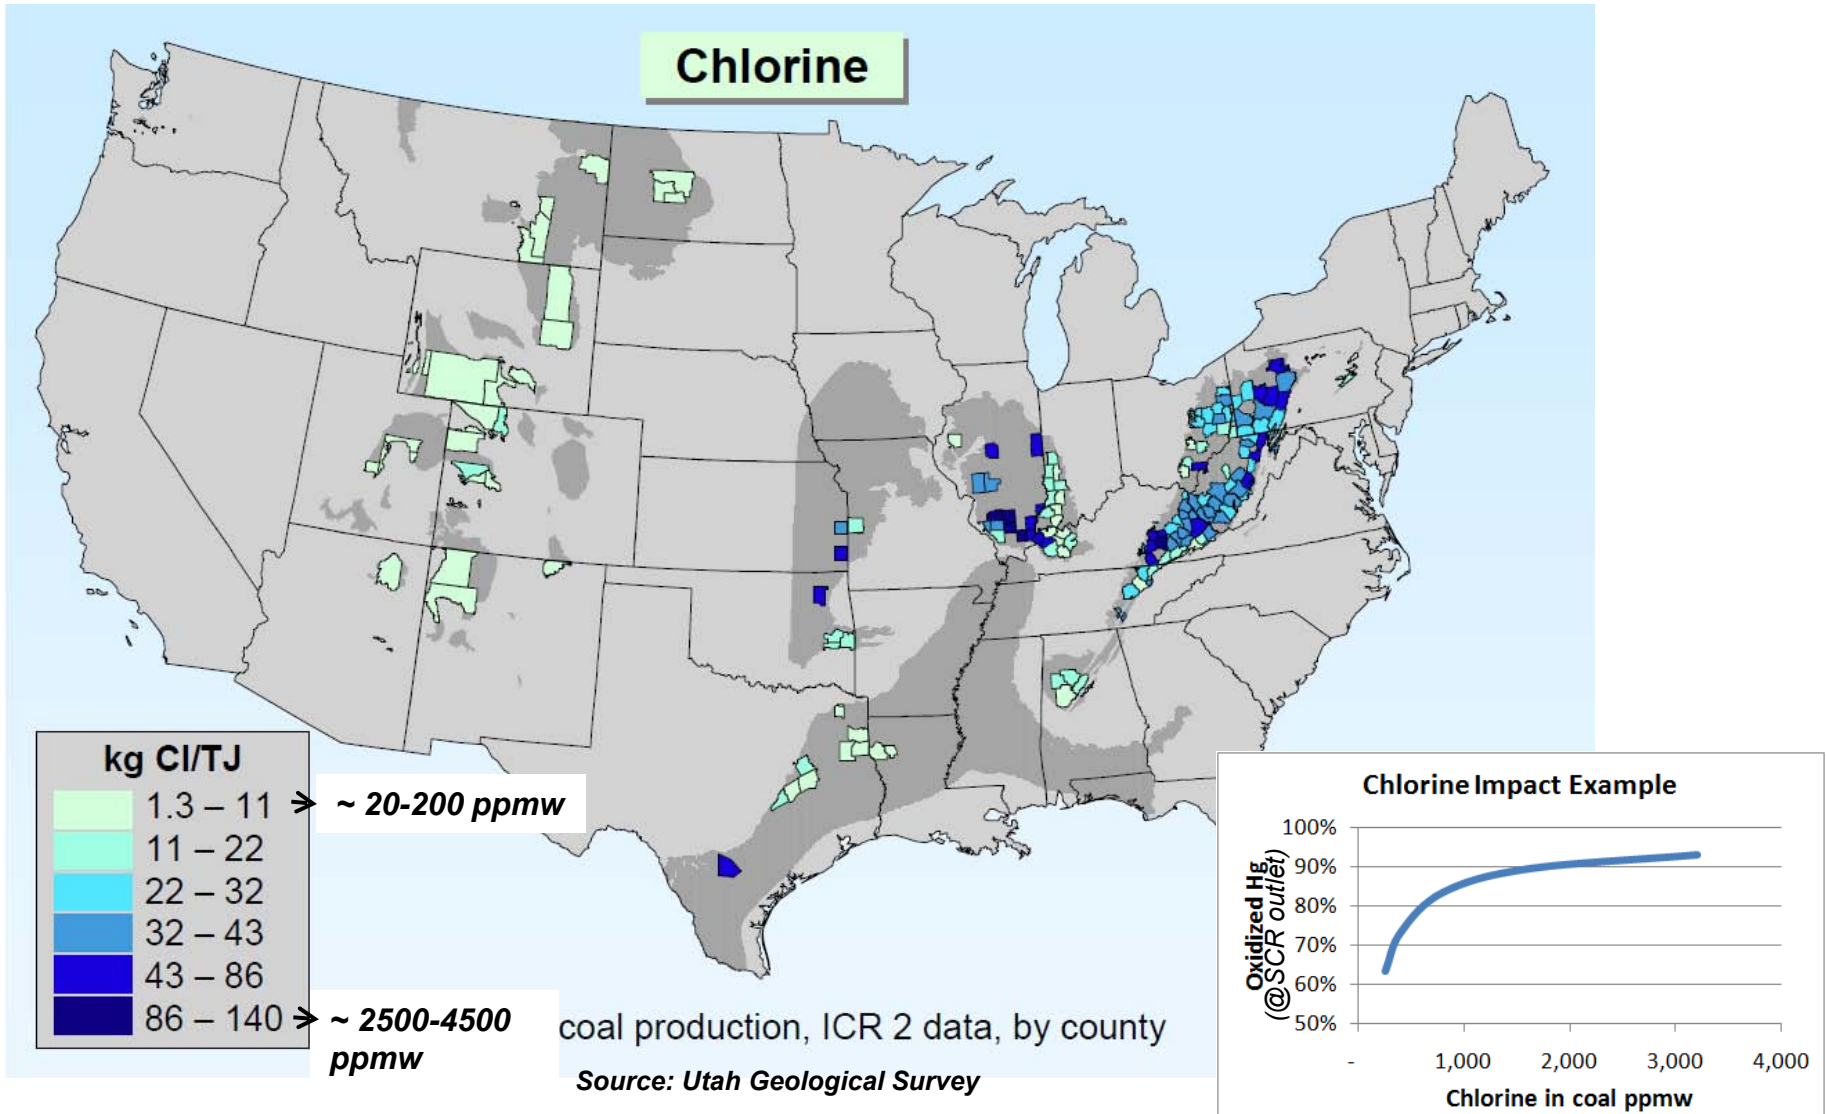 Chlorine
kg Cl/TJ
1.3 – 11
~ 20-200 ppmw
11 – 22
22 – 32
32 – 43
43 – 86
86 – 140
~ 2500-4500
ppmw
coal production, ICR 2 data, by county
Source: Utah Geological Survey
Chlorine Impact Example
Oxidized Hg
(@SCR outlet)
100%
90%
80%
70%
60%
50%
- 1,000 2,000 3,000 4,000
Chlorine in coal ppmw